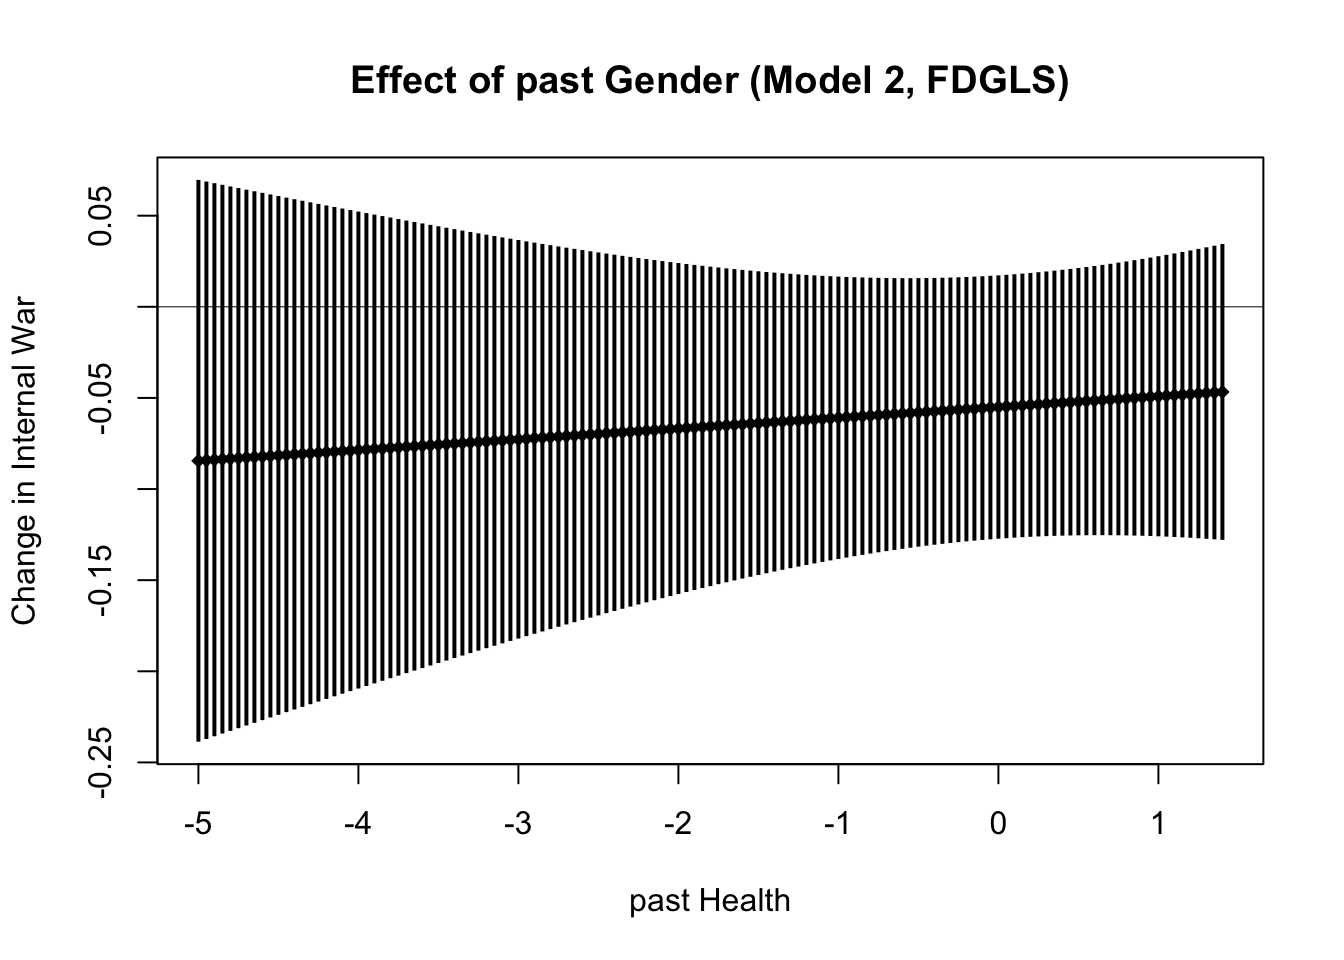 Effect of past Gender (Model 2, FDGLS)
Change in Internal War
0.05
-0.05
-0.15
-0.25
-5 -4 -3 -2 -1 0 1
past Health